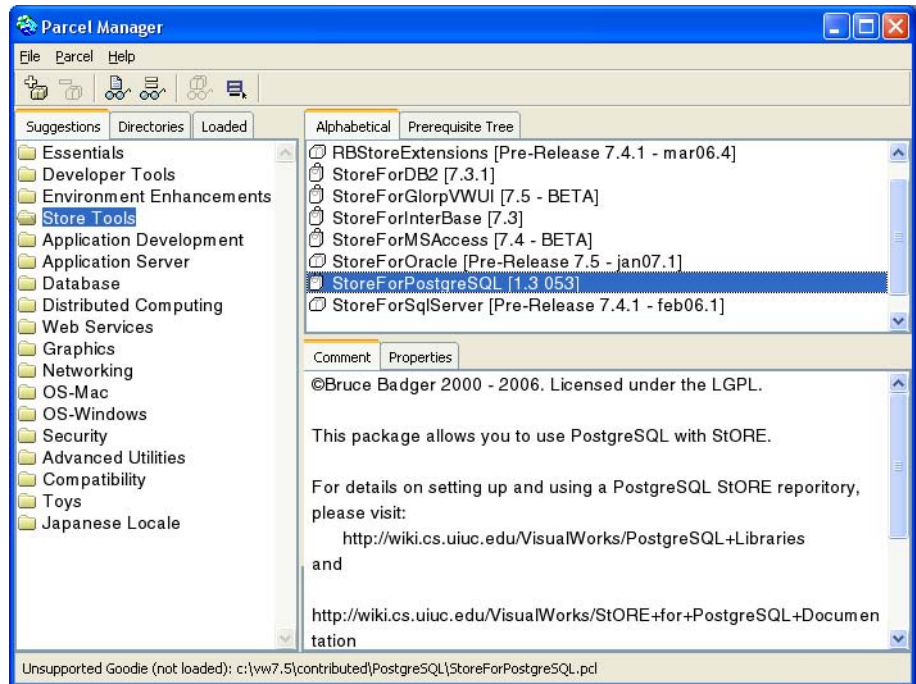 Parcel Manager
File Parcel Help
Suggestions Directories Loaded
Essentials
Developer Tools
Environment Enhancements
Store Tools
Application Development
Application Server
Database
Distributed Computing
Web Services
Graphics
Networking
OS-Mac
OS-Windows
Security
Advanced Utilities
Compatibility
Toys
Japanese Locale
Alphabetical Prerequisite Tree
RBStoreExtensions [Pre-Release 7.4.1 - mar06.4]
StoreForDB2 [7.3.1]
StoreForGlorpVWUI [7.5 - BETA]
StoreForInterBase [7.3]
StoreForMSAccess [7.4 - BETA]
StoreForOracle [Pre-Release 7.5 - jan07.1]
StoreForPostgreSQL [1.3 053]
StoreForSqlServer [Pre-Release 7.4.1 - feb06.1]
Comment Properties
©Bruce Badger 2000 - 2006. Licensed under the LGPL.
This package allows you to use PostgreSQL with StORE.
For details on setting up and using a PostgreSQL StORE reporitory,
please visit:
http://wiki.cs.uiuc.edu/VisualWorks/PostgreSQL+Libraries
and
http://wiki.cs.uiuc.edu/VisualWorks/StORE+for+PostgreSQL+Documen
tation
Unsupported Goodie (not loaded): c:\vw7.5\contributed\PostgreSQL\StoreForPostgreSQL.pcl